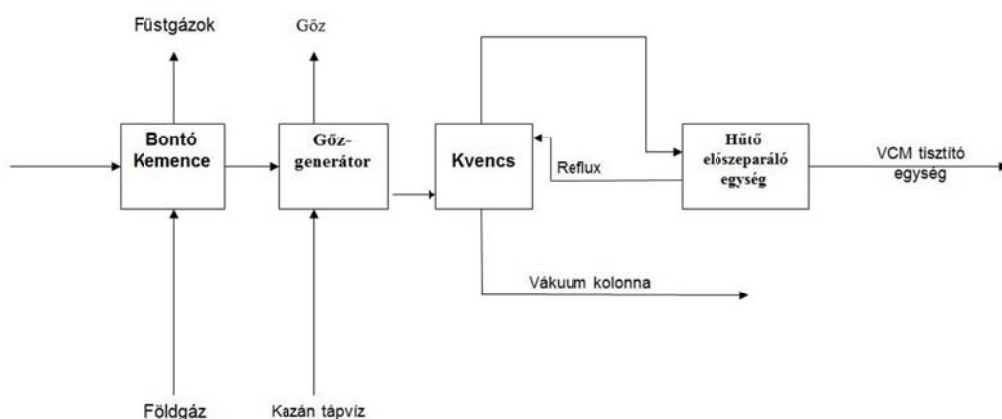 Füstgázok
Gőz
Bontó
Kemence
Gőz-
generátor
Kvencs
Reflux
Hűtő
előszeparáló
egység
VCM tisztító
egység
Vákuum kolonna
Földgáz
Kazán tápvíz